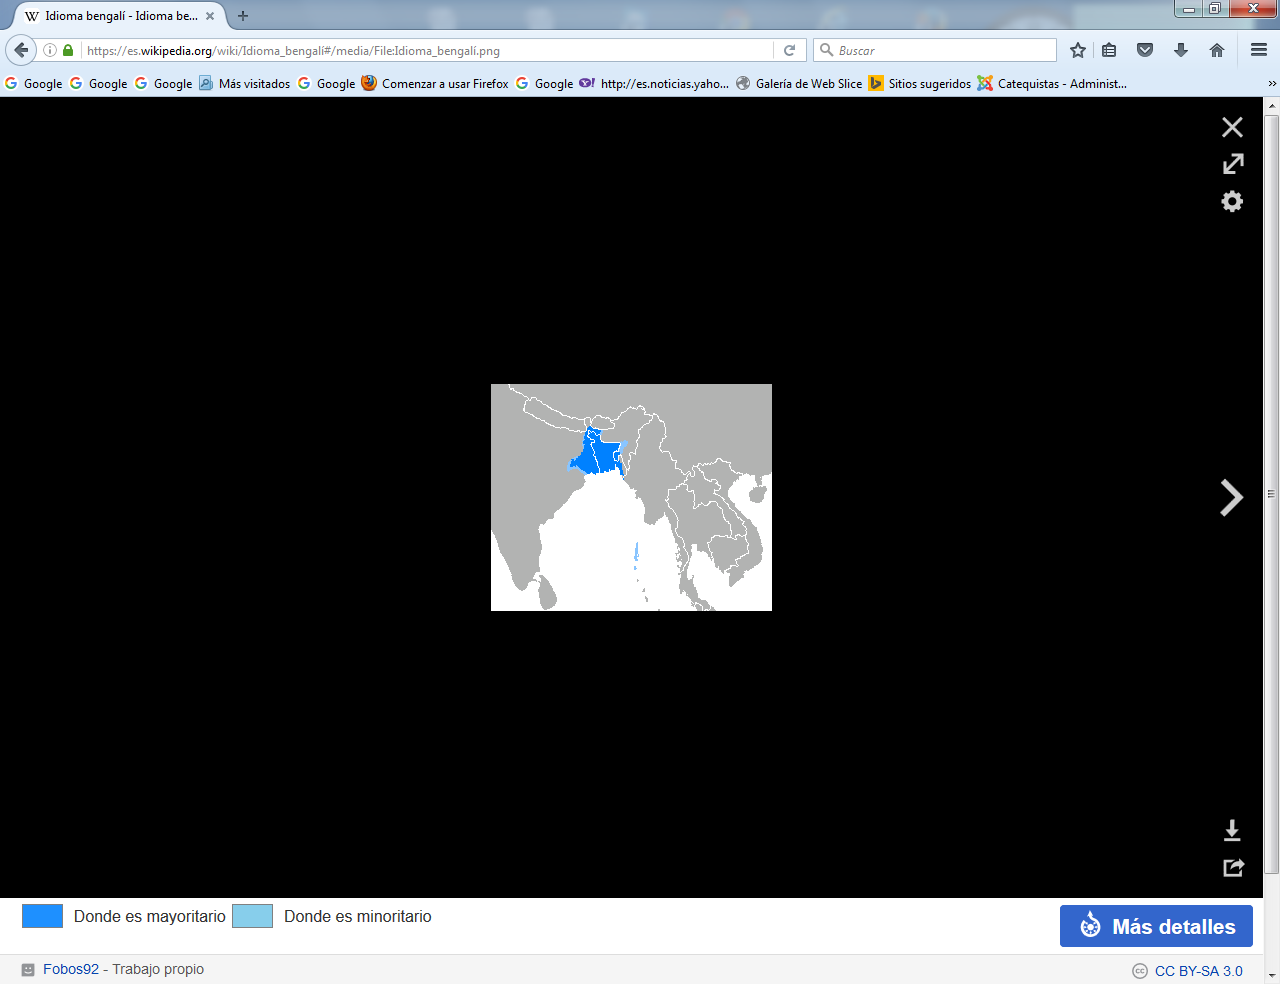 Idioma bengalí - Idioma be...
https://es.wikipedia.org/wiki/Idioma_bengalí#/media/File:Idioma_bengalí.png
Buscar
Google Google Google Más visitados Google Comenzar a usar Firefox Google http://es.noticias.yaho... Galería de Web Slice Sitios sugeridos Catequistas - Administ...
Donde es mayoritario Donde es minoritario
Más detalles
Fobos92 - Trabajo propio
CC BY-SA 3.0